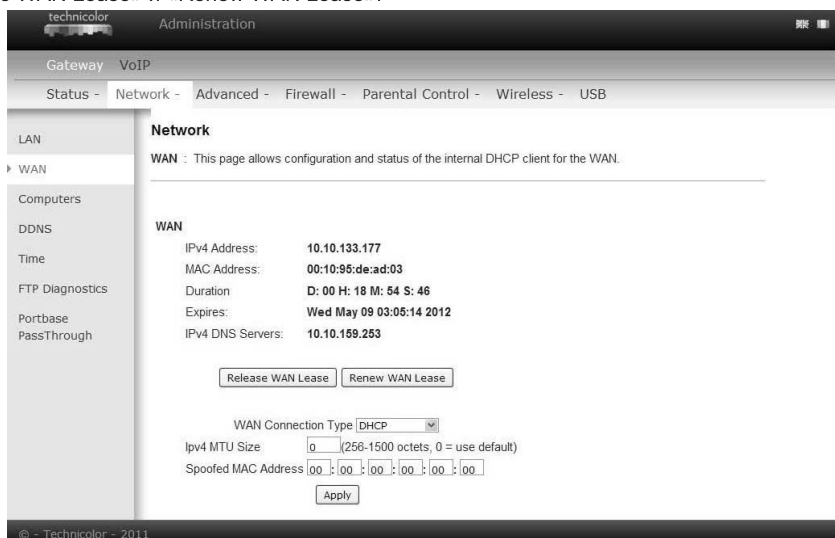 WAN Lease» и «Renew WAN Lease».
technicolor
Administration
Gateway VoIP
Status - Network - Advanced - Firewall - Parental Control - Wireless - USB
LAN
WAN
Computers
DDNS
Time
FTP Diagnostics
Portbase
PassThrough
Network
WAN : This page allows configuration and status of the internal DHCP client for the WAN.
WAN
IPv4 Address: 10.10.133.177
MAC Address: 00:10:95:de:ad:03
Duration D: 00 H: 18 M: 54 S: 46
Expires: Wed May 09 03:05:14 2012
IPv4 DNS Servers: 10.10.159.253
Release WAN Lease Renew WAN Lease
WAN Connection Type DHCP
Ipv4 MTU Size 0 (256-1500 octets, 0 = use default)
Spoofed MAC Address 00 : 00 : 00 : 00 : 00 : 00
Apply
© - Technicolor - 2011